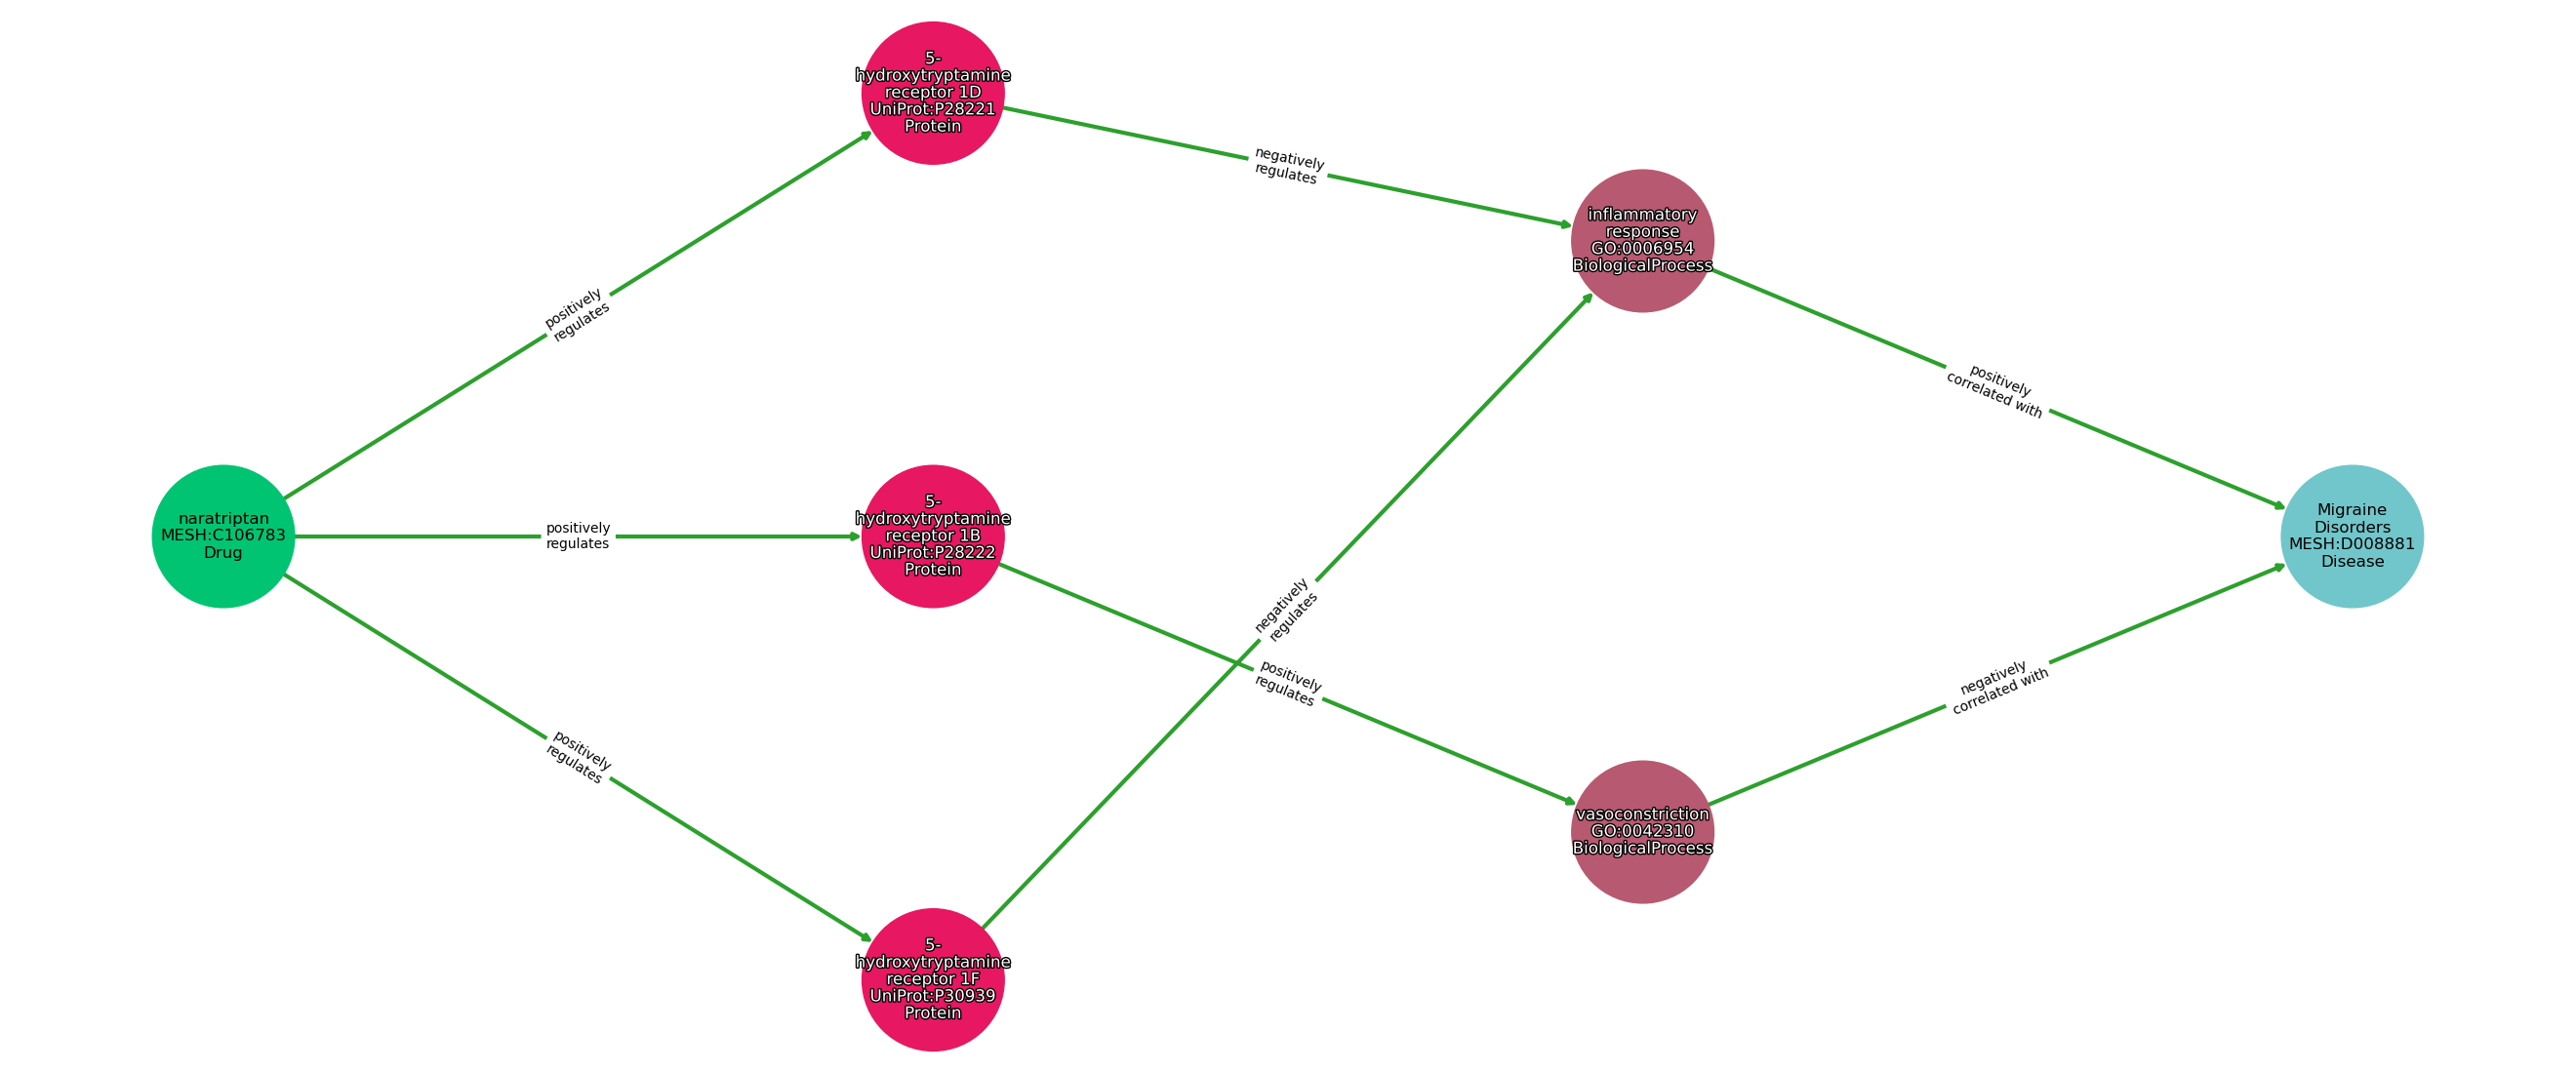 5-
hydroxytryptamine
receptor 1D
UniProt:P28221
Protein
negatively
regulates
inflammatory
response
GO:0006954
BiologicalProcess
positively
regulates
positively
correlated with
naratriptan
MESH:C106783
Drug
positively
regulates
5-
hydroxytryptamine
receptor 1B
UniProt:P28222
Protein
Migraine
Disorders
MESH:D008881
Disease
negatively
regulates
positively
regulates
negatively
correlated with
positively
regulates
vasoconstriction
GO:0042310
BiologicalProcess
5-
hydroxytryptamine
receptor 1F
UniProt:P30939
Protein